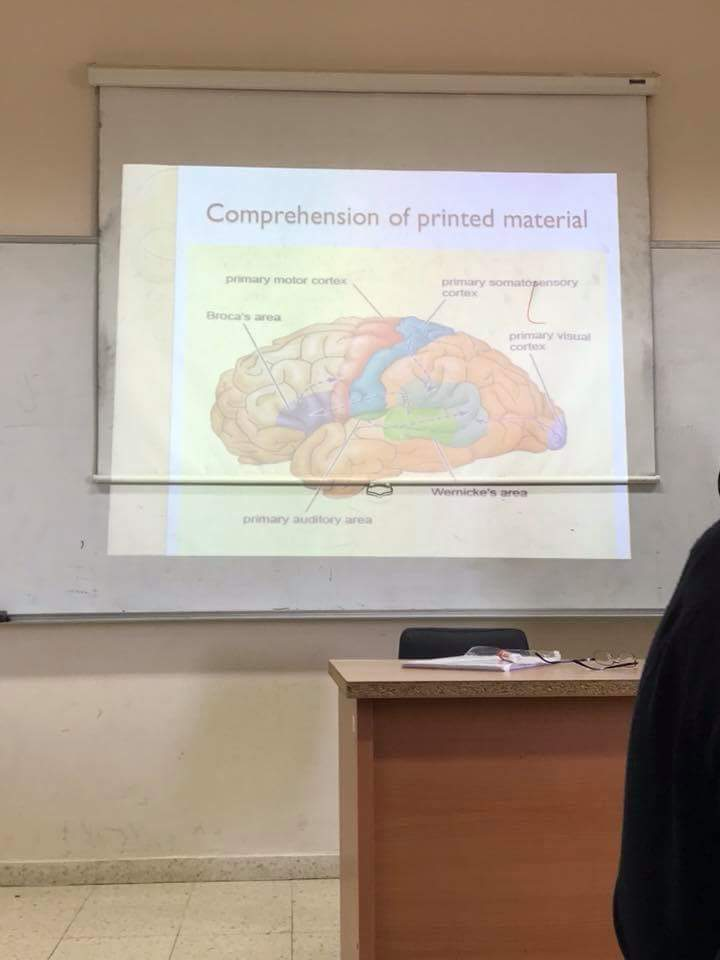 Comprehension of printed material
primary motor cortex
primary somatosensory
cortex
Broca's area
primary visual
cortex
Wernicke's area
primary auditory area